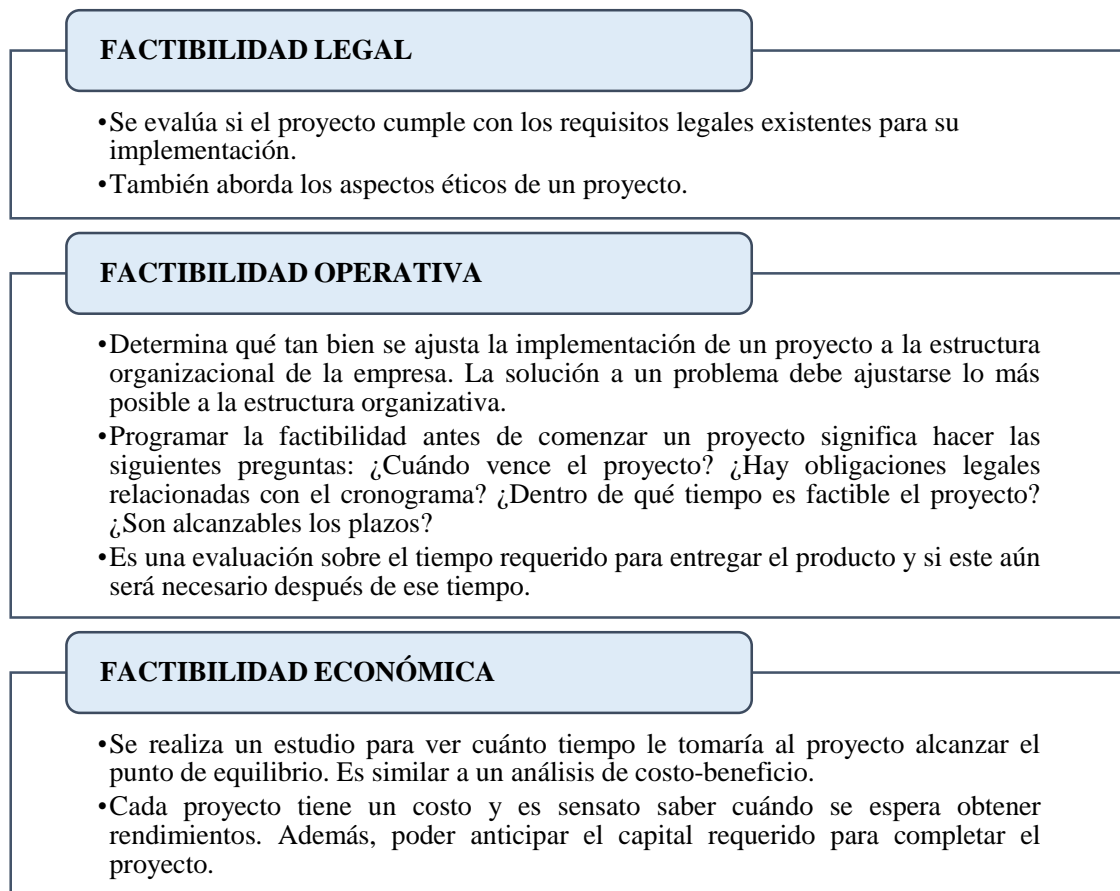 FACTIBILIDAD LEGAL
•Se evalúa si el proyecto cumple con los requisitos legales existentes para su
implementación.
•También aborda los aspectos éticos de un proyecto.
FACTIBILIDAD OPERATIVA
•Determina qué tan bien se ajusta la implementación de un proyecto a la estructura
organizacional de la empresa. La solución a un problema debe ajustarse lo más
posible a la estructura organizativa.
•Programar la factibilidad antes de comenzar un proyecto significa hacer las
siguientes preguntas: ¿Cuándo vence el proyecto? ¿Hay obligaciones legales
relacionadas con el cronograma? ¿Dentro de qué tiempo es factible el proyecto?
¿Son alcanzables los plazos?
•Es una evaluación sobre el tiempo requerido para entregar el producto y si este aún
será necesario después de ese tiempo.
FACTIBILIDAD ECONÓMICA
•Se realiza un estudio para ver cuánto tiempo le tomaría al proyecto alcanzar el
punto de equilibrio. Es similar a un análisis de costo-beneficio.
•Cada proyecto tiene un costo y es sensato saber cuándo se espera obtener
rendimientos. Además, poder anticipar el capital requerido para completar el
proyecto.